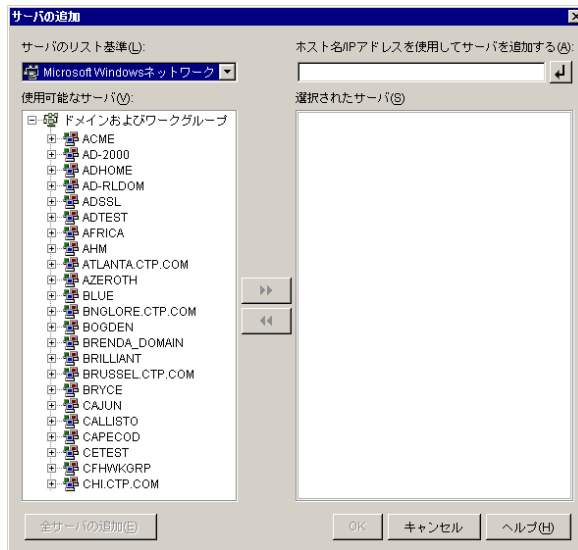 サーバの追加
サーバのリスト基準(L):
Microsoft Windowsネットワーク
使用可能なサーバ(V):
ドメインおよびワークグループ
ACME
AD-2000
ADHOME
AD-RLDOM
ADSSL
ADTEST
AFRICA
AHM
ATLANTA.CTP.COM
AZEROTH
BLUE
BNGLORE.CTP.COM
BOGDEN
BRENDA_DOMAIN
BRILLIANT
BRUSSEL.CTP.COM
BRYCE
CAJUN
CALLISTO
CAPECOD
CETEST
CFHWKGRP
CHI.CTP.COM
全サーバの追加(E)
ホスト名/IPアドレスを使用してサーバを追加する(A):
選択されたサーバ(S)
OK
キャンセル
ヘルプ(H)